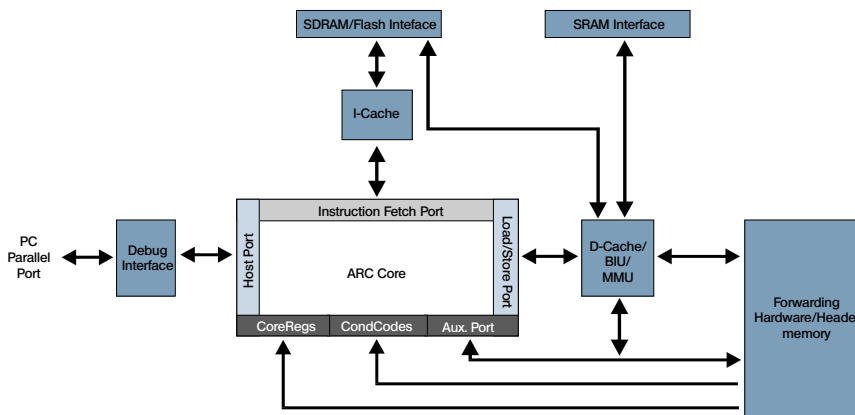 SDRAM/Flash Inteface
SRAM Interface
I-Cache
Instruction Fetch Port
Host Port
Load/Store Port
PC
Parallel
Port
Debug
Interface
ARC Core
D-Cache/
BIU/
MMU
Forwarding
Hardware/Heade
memory
CoreRegs
CondCodes
Aux. Port